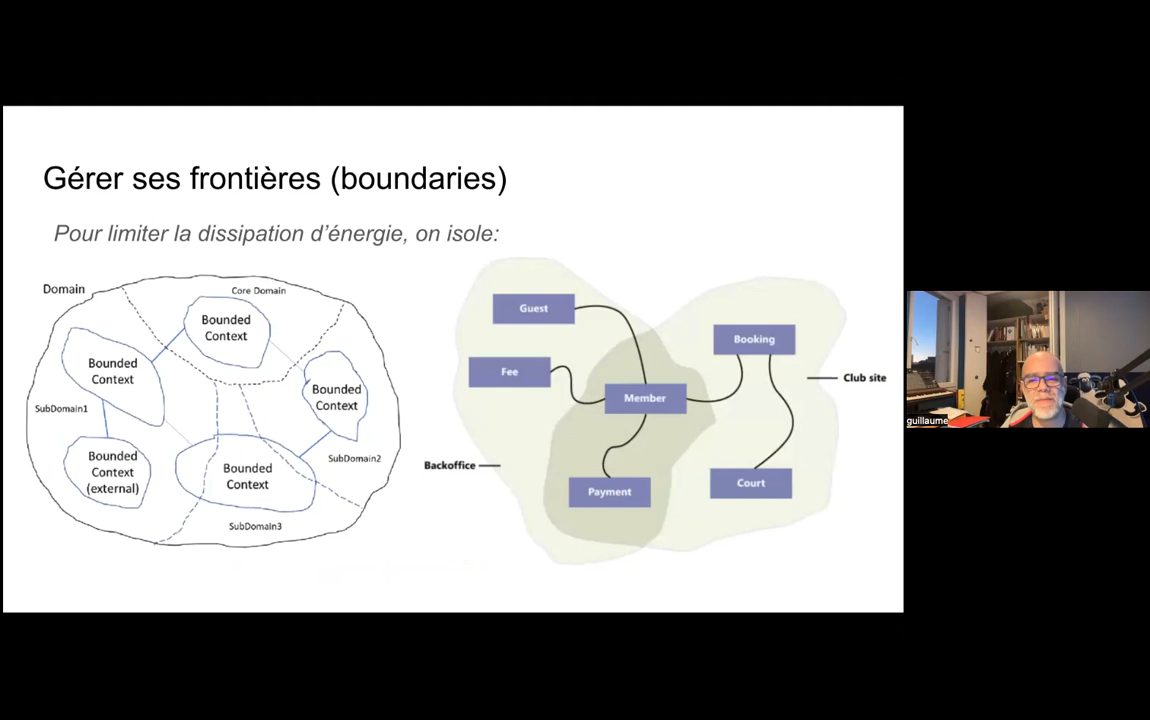 Gérer ses frontières (boundaries)
Pour limiter la dissipation d'énergie, on isole:
Domain
Core Domain
Bounded
Context
Bounded
Context
Bounded
Context
SubDomain1
Bounded
Context
(external)
Bounded
Context
SubDomain2
SubDomain3
Guest
Fee
Member
Booking
Club site
Backoffice
Payment
Court
guillaume